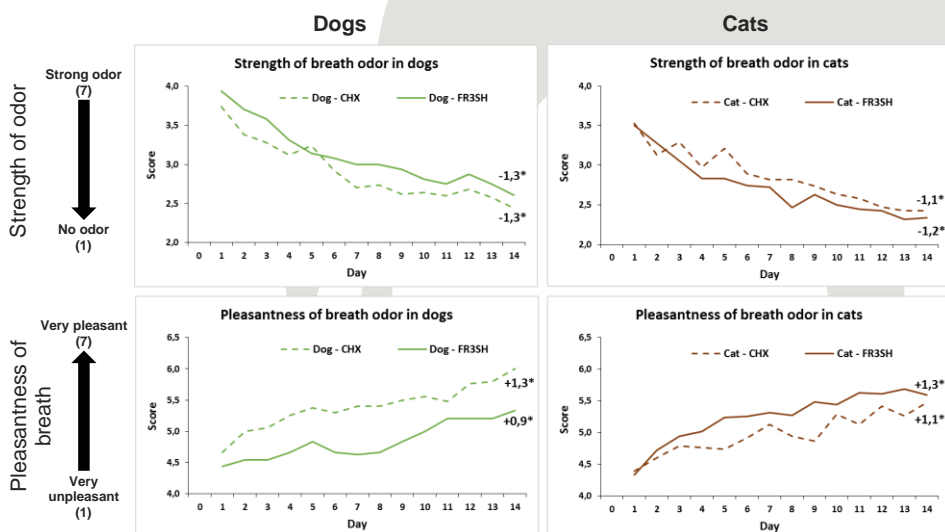 Dogs
Cats
Strength of odor
Strong odor
(7)
No odor
(1)
Strength of breath odor in dogs
Dog - CHX
Dog - FR3SH
Score
4,0
3,5
3,0
2,5
2,0
-1,3*
-1,3*
0 1 2 3 4 5 6 7 8 9 10 11 12 13 14
Day
Strength of breath odor in cats
Cat - CHX
Cat - FR3SH
Score
4,0
3,5
3,0
2,5
2,0
-1,1*
-1,2*
0 1 2 3 4 5 6 7 8 9 10 11 12 13 14
Day
Pleasantness of
breath
Very pleasant
(7)
Very
unpleasant
(1)
Pleasantness of breath odor in dogs
Dog - CHX
Dog - FR3SH
Score
6,5
6,0
5,5
5,0
4,5
4,0
+1,3*
+0,9*
0 1 2 3 4 5 6 7 8 9 10 11 12 13 14
Day
Pleasantness of breath odor in cats
Cat - CHX
Cat - FR3SH
Score
6,5
6,0
5,5
5,0
4,5
4,0
+1,3*
+1,1*
0 1 2 3 4 5 6 7 8 9 10 11 12 13 14
Day